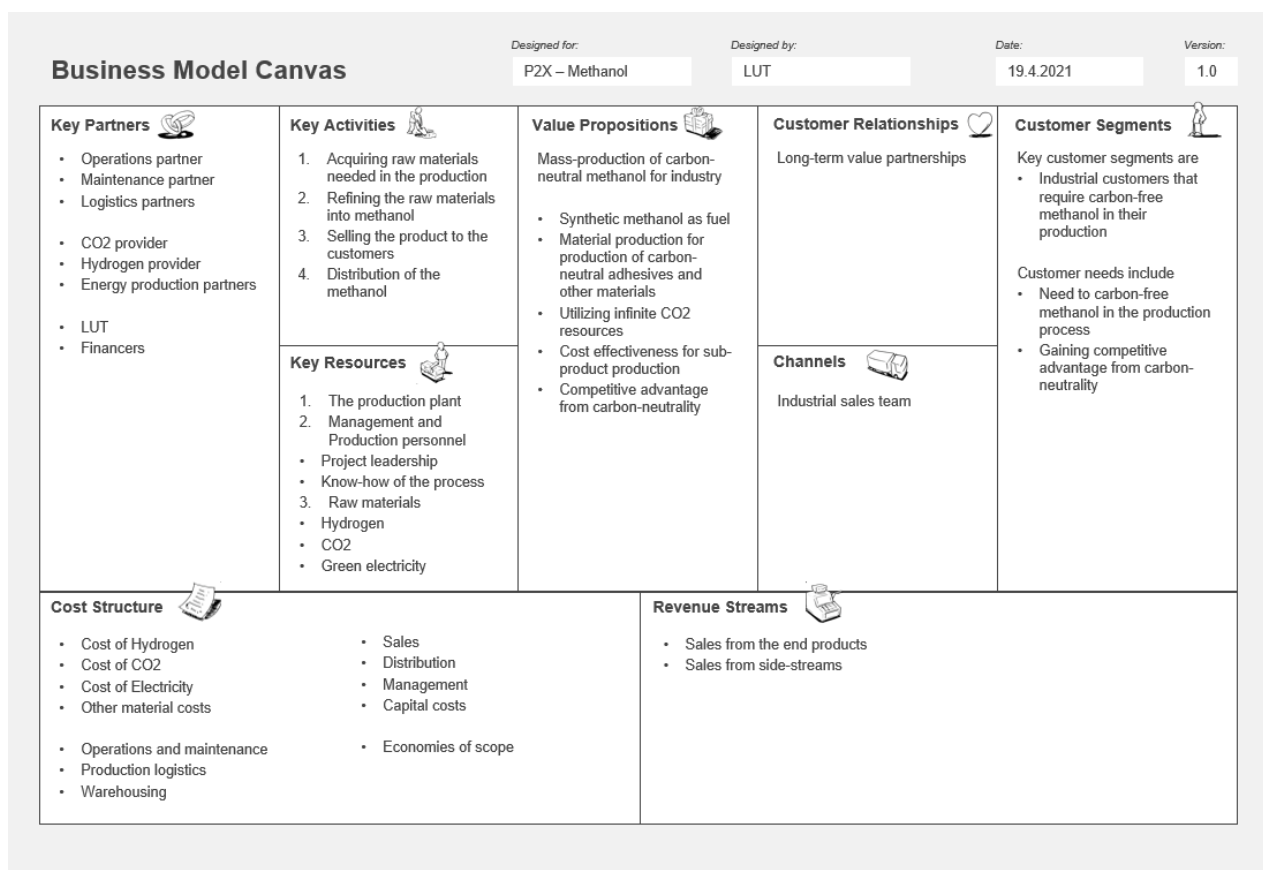 Designed for:
Designed by:
Date:
Version:
Business Model Canvas
P2X – Methanol
LUT
19.4.2021
1.0
Key Partners
• Operations partner
• Maintenance partner
• Logistics partners
• CO2 provider
• Hydrogen provider
• Energy production partners
• LUT
• Financers
Key Activities
1. Acquiring raw materials
needed in the production
2. Refining the raw materials
into methanol
3. Selling the product to the
customers
4. Distribution of the
methanol
Key Resources
1. The production plant
2. Management and
Production personnel
• Project leadership
• Know-how of the process
3. Raw materials
• Hydrogen
• CO2
• Green electricity
Value Propositions
Mass-production of carbon-
neutral methanol for industry
• Synthetic methanol as fuel
• Material production for
production of carbon-
neutral adhesives and
other materials
• Utilizing infinite CO2
resources
• Cost effectiveness for sub-
product production
• Competitive advantage
from carbon-neutrality
Customer Relationships
Long-term value partnerships
Channels
Industrial sales team
Customer Segments
Key customer segments are
• Industrial customers that
require carbon-free
methanol in their
production
Customer needs include
• Need to carbon-free
methanol in the production
process
• Gaining competitive
advantage from carbon-
neutrality
Cost Structure
• Cost of Hydrogen
• Cost of CO2
• Cost of Electricity
• Other material costs
• Operations and maintenance
• Production logistics
• Warehousing
• Sales
• Distribution
• Management
• Capital costs
• Economies of scope
Revenue Streams
• Sales from the end products
• Sales from side-streams